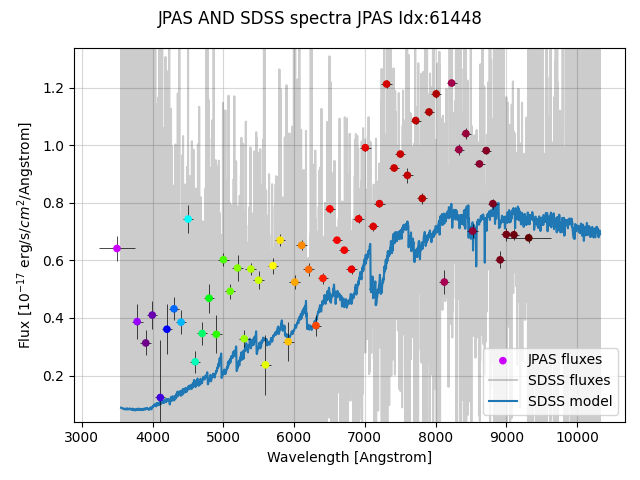 JPAS AND SDSS spectra JPAS Idx:61448
Flux [10⁻¹⁷ erg/s/cm²/Angstrom]
1.2
1.0
0.8
0.6
0.4
0.2
JPAS fluxes
SDSS fluxes
SDSS model
3000 4000 5000 6000 7000 8000 9000 10000
Wavelength [Angstrom]